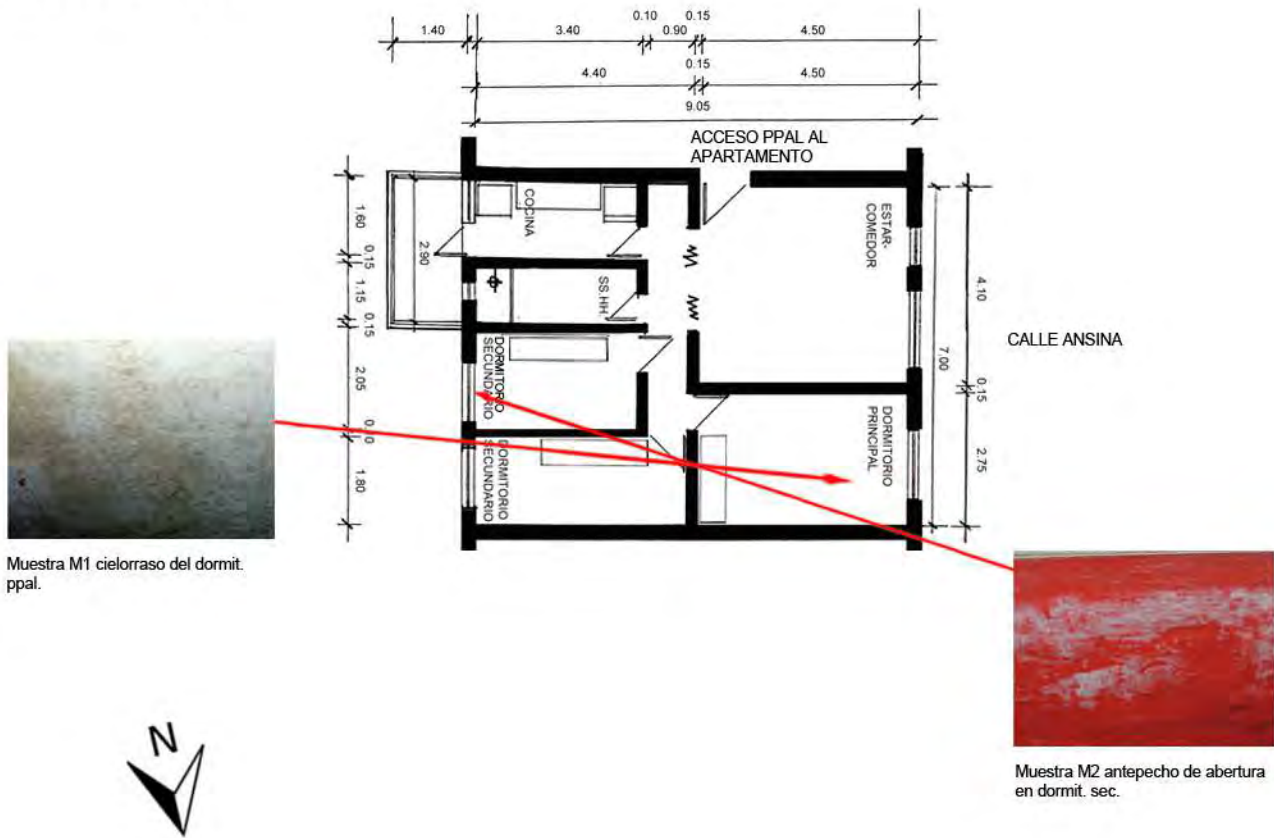 0.10
0.15
1.40
3.40
0.90
4.50
0.15
4.40
4.50
9.05
ACCESO PPAL AL
APARTAMENTO
COCINA
ESTAR-
COMEDOR
1.60
0.15
2.90
1.15
0.15
SS.HH.
4.10
CALLE ANSINA
7.00
0.15
2.05
DORMITORIO
SECUNDARIO
0.10
1.80
DORMITORIO
SECUNDARIO
DORMITORIO
PRINCIPAL
2.75
Muestra M1 cielorraso del dormit.
ppal.
N
Muestra M2 antepecho de abertura
en dormit. sec.